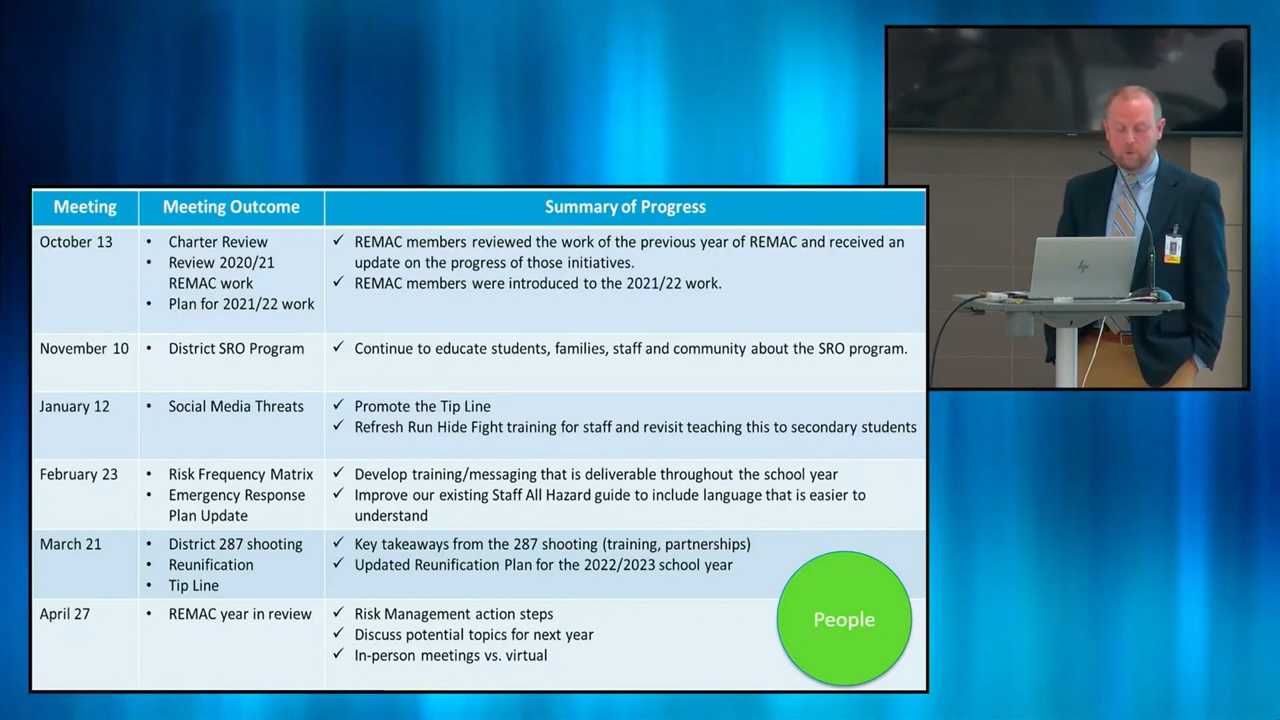 Meeting Meeting Outcome Summary of Progress
October 13 • Charter Review ✓ REMAC members reviewed the work of the previous year of REMAC and received an
• Review 2020/21 update on the progress of those initiatives.
REMAC work ✓ REMAC members were introduced to the 2021/22 work.
• Plan for 2021/22 work
November 10 • District SRO Program ✓ Continue to educate students, families, staff and community about the SRO program.
January 12 • Social Media Threats ✓ Promote the Tip Line
✓ Refresh Run Hide Fight training for staff and revisit teaching this to secondary students
February 23 • Risk Frequency Matrix ✓ Develop training/messaging that is deliverable throughout the school year
• Emergency Response ✓ Improve our existing Staff All Hazard guide to include language that is easier to
Plan Update understand
March 21 • District 287 shooting ✓ Key takeaways from the 287 shooting (training, partnerships)
• Reunification ✓ Updated Reunification Plan for the 2022/2023 school year
• Tip Line
April 27 • REMAC year in review ✓ Risk Management action steps
✓ Discuss potential topics for next year
✓ In-person meetings vs. virtual
People
hp